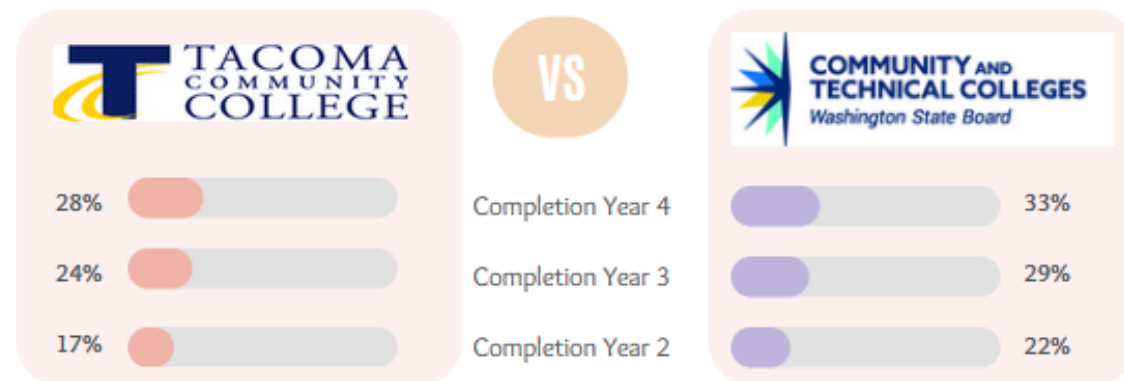 TACOMA
COMMUNITY
COLLEGE
VS
COMMUNITY AND
TECHNICAL COLLEGES
Washington State Board
28% Completion Year 4 33%
24% Completion Year 3 29%
17% Completion Year 2 22%